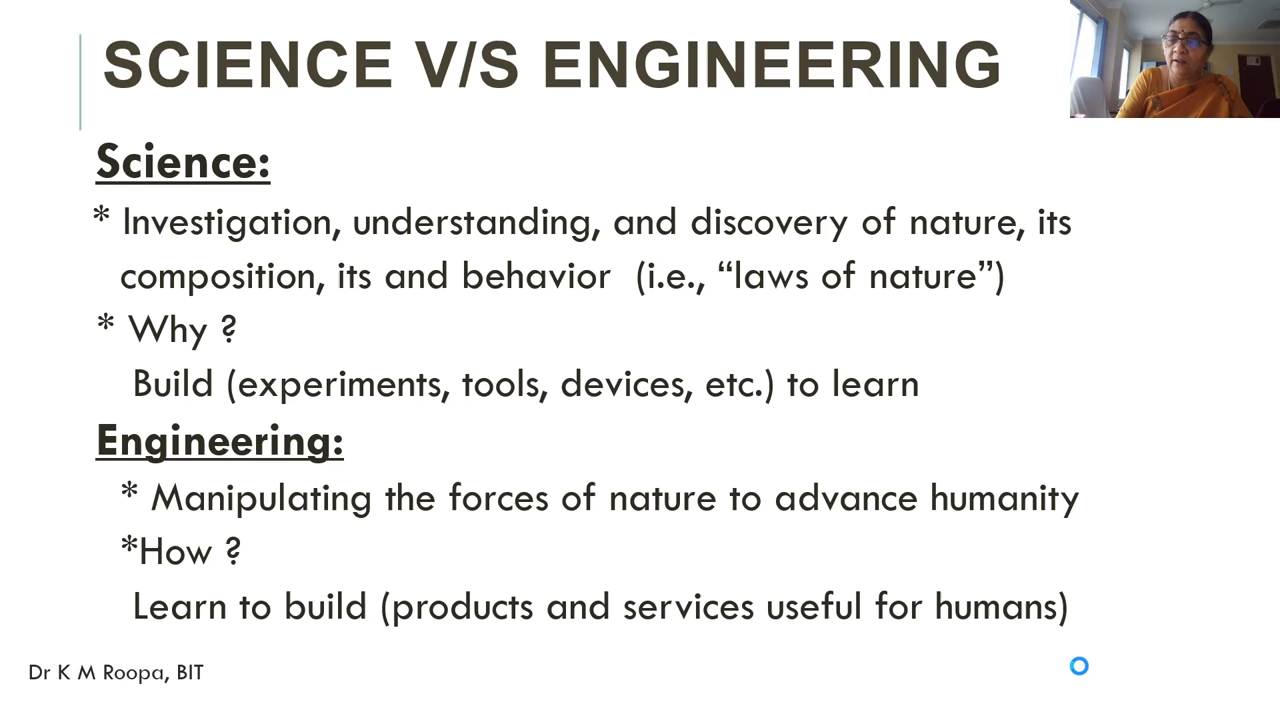 SCIENCE V/S ENGINEERING
Science:
* Investigation, understanding, and discovery of nature, its
composition, its and behavior (i.e., “laws of nature”)
* Why ?
Build (experiments, tools, devices, etc.) to learn
Engineering:
* Manipulating the forces of nature to advance humanity
*How ?
Learn to build (products and services useful for humans)
Dr K M Roopa, BIT